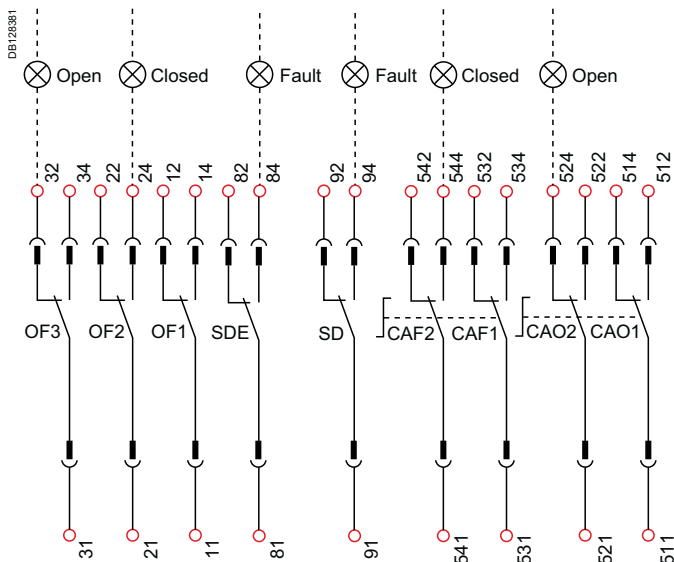 DB128381
Open Closed Fault Fault Closed Open
32 34 22 24 12 14 82 84 92 94 542 544 532 534 524 522 514 512
OF3 OF2 OF1 SDE SD CAF2 CAF1 CAO2 CAO1
31 21 11 81 91 541 531 521 511